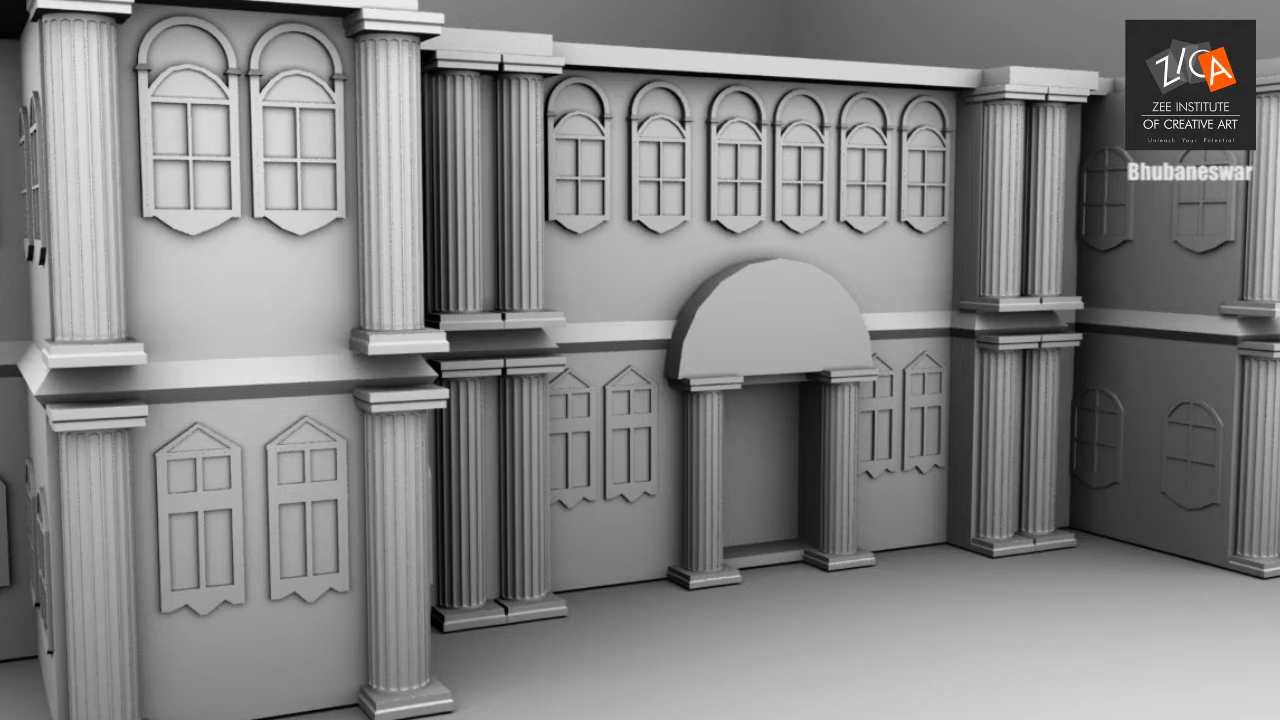 ZICA
ZEE INSTITUTE
OF CREATIVE ART
Unleash Your Potential
Bhubaneswar